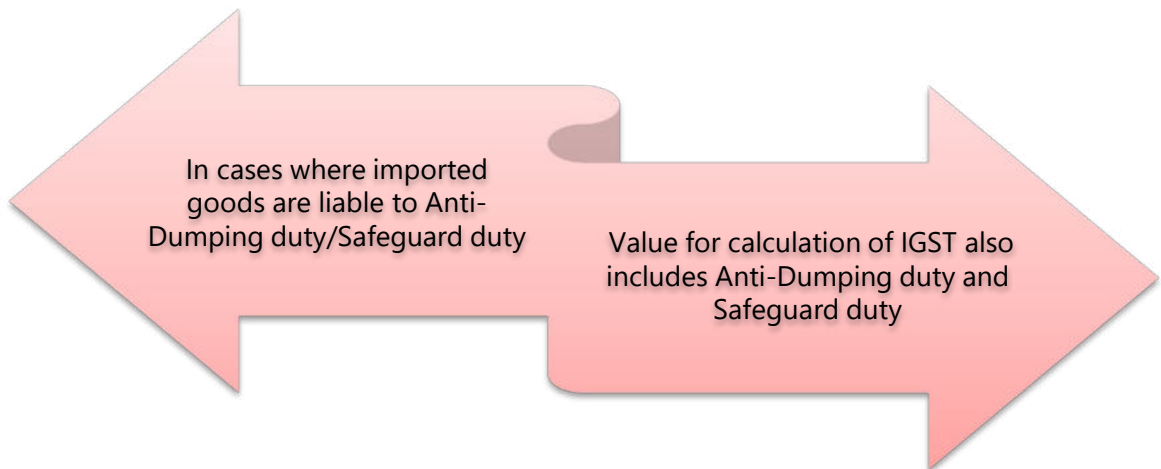 In cases where imported
goods are liable to Anti-
Dumping duty/Safeguard duty
Value for calculation of IGST also
includes Anti-Dumping duty and
Safeguard duty